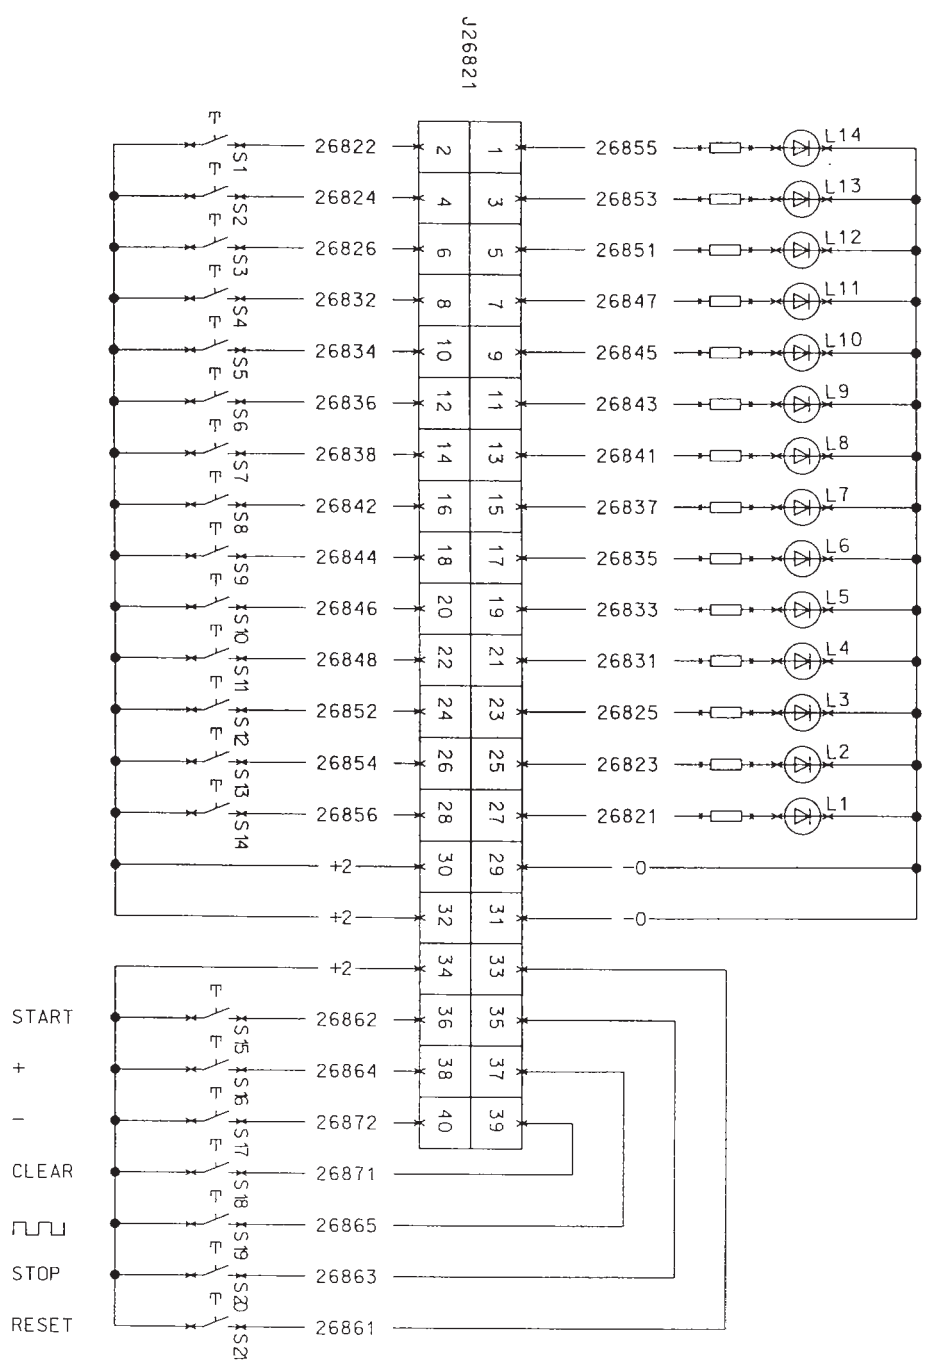 J26821
S1 26822 2 1 26855 L14
S2 26824 4 3 26853 L13
S3 26826 6 5 26851 L12
S4 26832 8 7 26847 L11
S5 26834 10 9 26845 L10
S6 26836 12 11 26843 L9
S7 26838 14 13 26841 L8
S8 26842 16 15 26837 L7
S9 26844 18 17 26835 L6
S10 26846 20 19 26833 L5
S11 26848 22 21 26831 L4
S12 26852 24 23 26825 L3
S13 26854 26 25 26823 L2
S14 26856 28 27 26821 L1
+2 30 29 -0
+2 32 31 -0
+2 34 33
START S15 26862 36 35
+ S16 26864 38 37
- S17 26872 40 39
CLEAR S18 26871
S19 26865
STOP S20 26863
RESET S21 26861